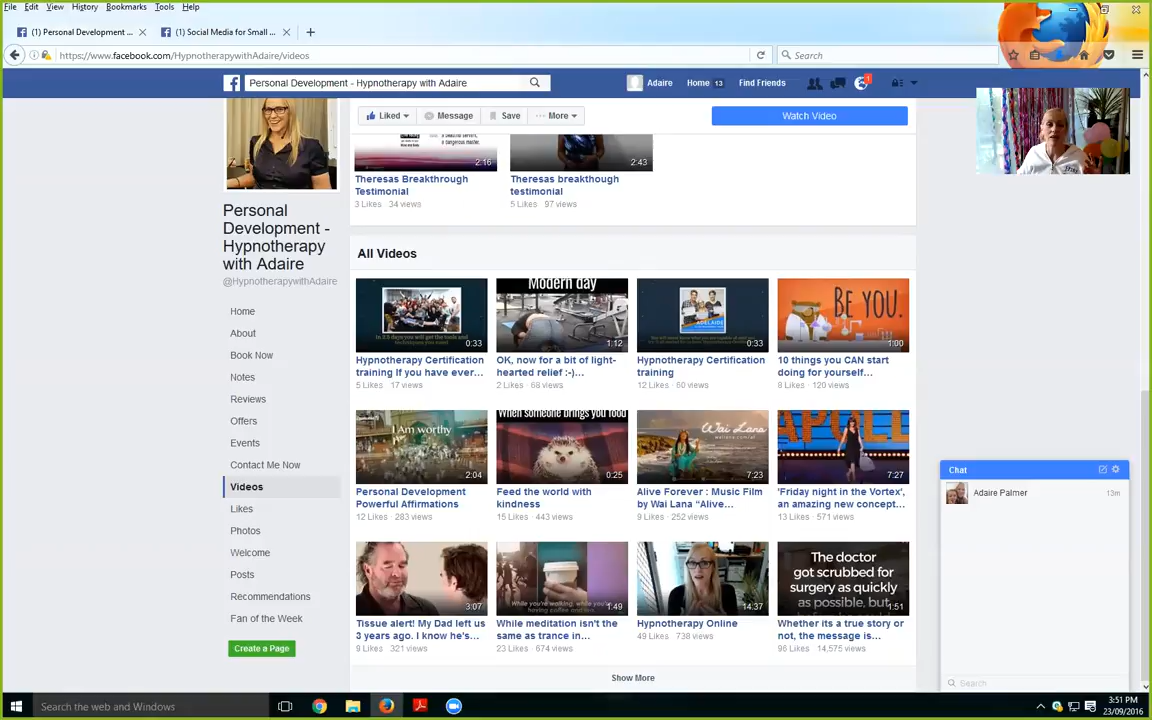 File Edit View History Bookmarks Tools Help
(1) Personal Development ... (1) Social Media for Small ...
https://www.facebook.com/HypnotherapywithAdaire/videos Search
Personal Development - Hypnotherapy with Adaire Adaire Home 13 Find Friends 1
Liked Message Save More Watch Video
2:16 2:43
Theresas Breakthrough Testimonial
3 Likes · 34 views
Theresas breakthough testimonial
5 Likes · 97 views
Personal
Development -
Hypnotherapy
with Adaire
@HypnotherapywithAdaire
Home
About
Book Now
Notes
Reviews
Offers
Events
Contact Me Now
Videos
Likes
Photos
Welcome
Posts
Recommendations
Fan of the Week
Create a Page
All Videos
0:33
Hypnotherapy Certification
training If you have ever...
5 Likes · 17 views
Modern day
1:12
OK, now for a bit of light-
hearted relief :-)...
2 Likes · 68 views
ADELAIDE
0:33
Hypnotherapy Certification
training
12 Likes · 60 views
BE YOU.
1:00
10 things you CAN start
doing for yourself...
8 Likes · 120 views
I Am worthy
2:04
Personal Development
Powerful Affirmations
12 Likes · 283 views
When someone brings you food
0:25
Feed the world with
kindness
15 Likes · 443 views
Wai Lana
7:23
Alive Forever : Music Film
by Wai Lana “Alive...
9 Likes · 252 views
APOLLO
7:27
'Friday night in the Vortex',
an amazing new concept...
13 Likes · 571 views
3:07
Tissue alert! My Dad left us
3 years ago. I know he's...
9 Likes · 321 views
1:49
While meditation isn't the
same as trance in...
23 Likes · 674 views
14:37
Hypnotherapy Online
49 Likes · 738 views
The doctor
got scrubbed for
surgery as quickly
as possible, but
1:51
Whether its a true story or
not, the message is...
96 Likes · 14,575 views
Show More
Chat
Adaire Palmer 13m
Search
Search the web and Windows
3:51 PM
23/09/2016